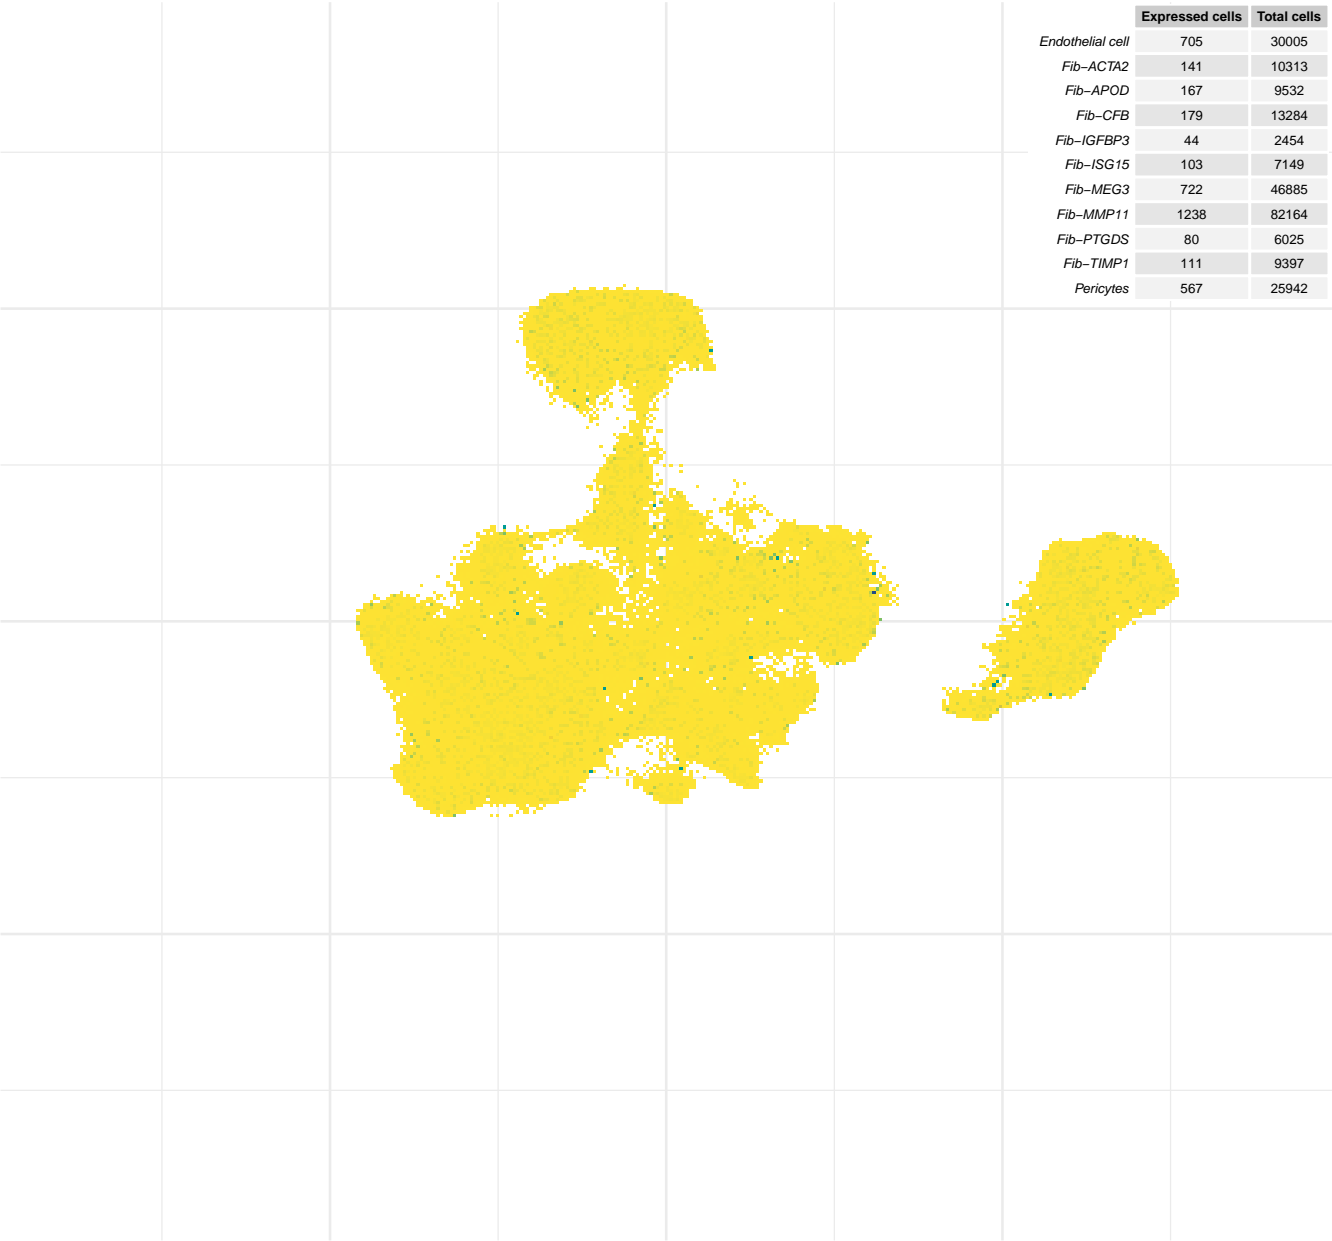 Expressed cells Total cells
Endothelial cell 705 30005
Fib−ACTA2 141 10313
Fib−APOD 167 9532
Fib−CFB 179 13284
Fib−IGFBP3 44 2454
Fib−ISG15 103 7149
Fib−MEG3 722 46885
Fib−MMP11 1238 82164
Fib−PTGDS 80 6025
Fib−TIMP1 111 9397
Pericytes 567 25942